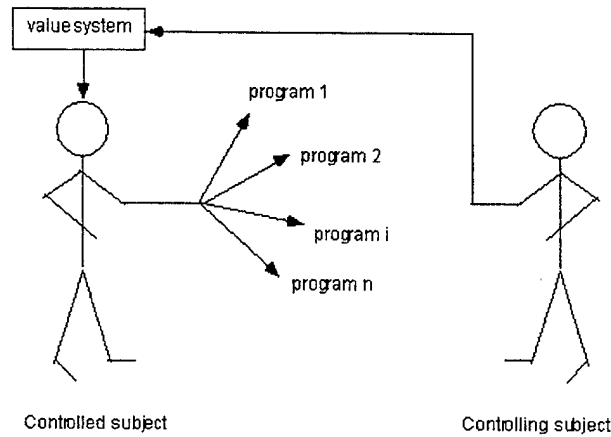 value system
program 1
program 2
program i
program n
Controlled subject
Controlling subject